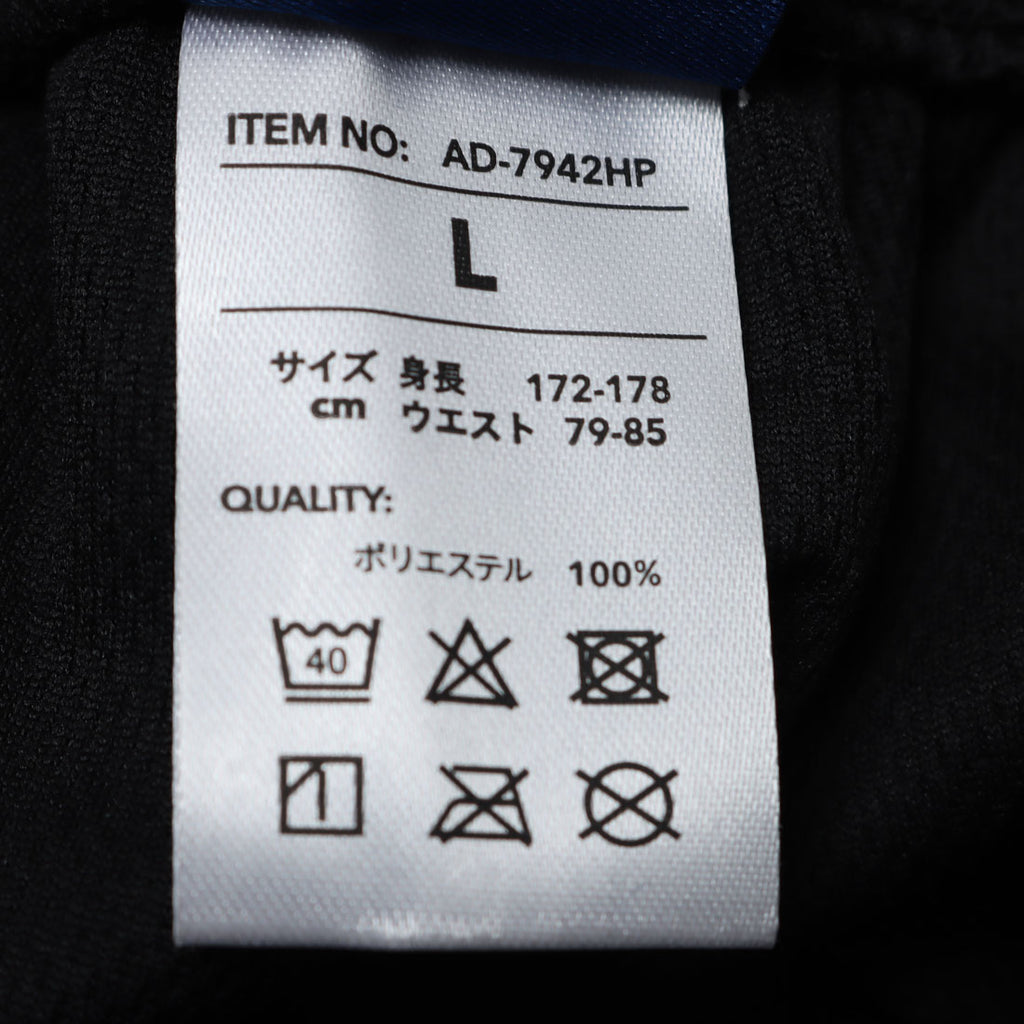 ITEM NO: AD-7942HP
L
サイズ 身長 172-178
cm ウエスト 79-85
QUALITY:
ポリエステル 100%
40